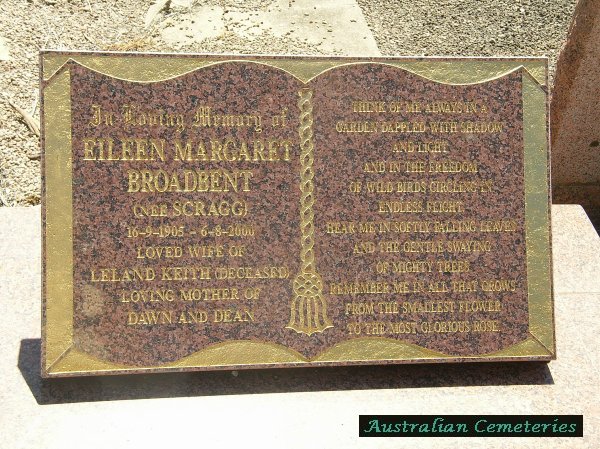 In Loving Memory of
EILEEN MARGARET
BROADBENT
(NEE SCRAGG)
16-9-1905 - 6-8-2000
LOVED WIFE OF
LELAND KEITH (DECEASED)
LOVING MOTHER OF
DAWN AND DEAN
THINK OF ME ALWAYS IN A
GARDEN DAPPLED WITH SHADOW
AND LIGHT
AND IN THE FREEDOM
OF WILD BIRDS CIRCLING IN
ENDLESS FLIGHT.
HEAR ME IN SOFTLY FALLING LEAVES
AND THE GENTLE SWAYING
OF MIGHTY TREES
REMEMBER ME IN ALL THAT GROWS
FROM THE SMALLEST FLOWER
TO THE MOST GLORIOUS ROSE.
Australian Cemeteries